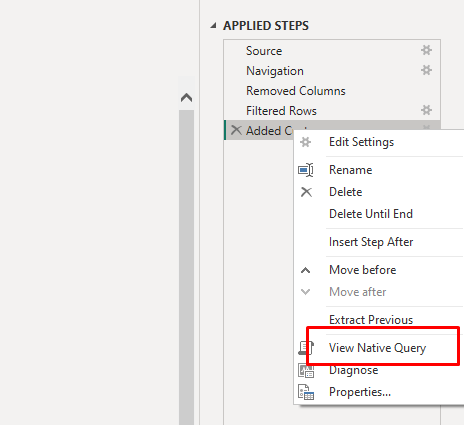 APPLIED STEPS
Source
Navigation
Removed Columns
Filtered Rows
Added
Edit Settings
Rename
Delete
Delete Until End
Insert Step After
Move before
Move after
Extract Previous
View Native Query
Diagnose
Properties...